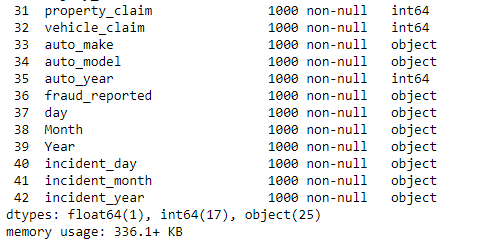 31 property_claim 1000 non-null int64
32 vehicle_claim 1000 non-null int64
33 auto_make 1000 non-null object
34 auto_model 1000 non-null object
35 auto_year 1000 non-null int64
36 fraud_reported 1000 non-null object
37 day 1000 non-null object
38 Month 1000 non-null object
39 Year 1000 non-null object
40 incident_day 1000 non-null object
41 incident_month 1000 non-null object
42 incident_year 1000 non-null object
dtypes: float64(1), int64(17), object(25)
memory usage: 336.1+ KB